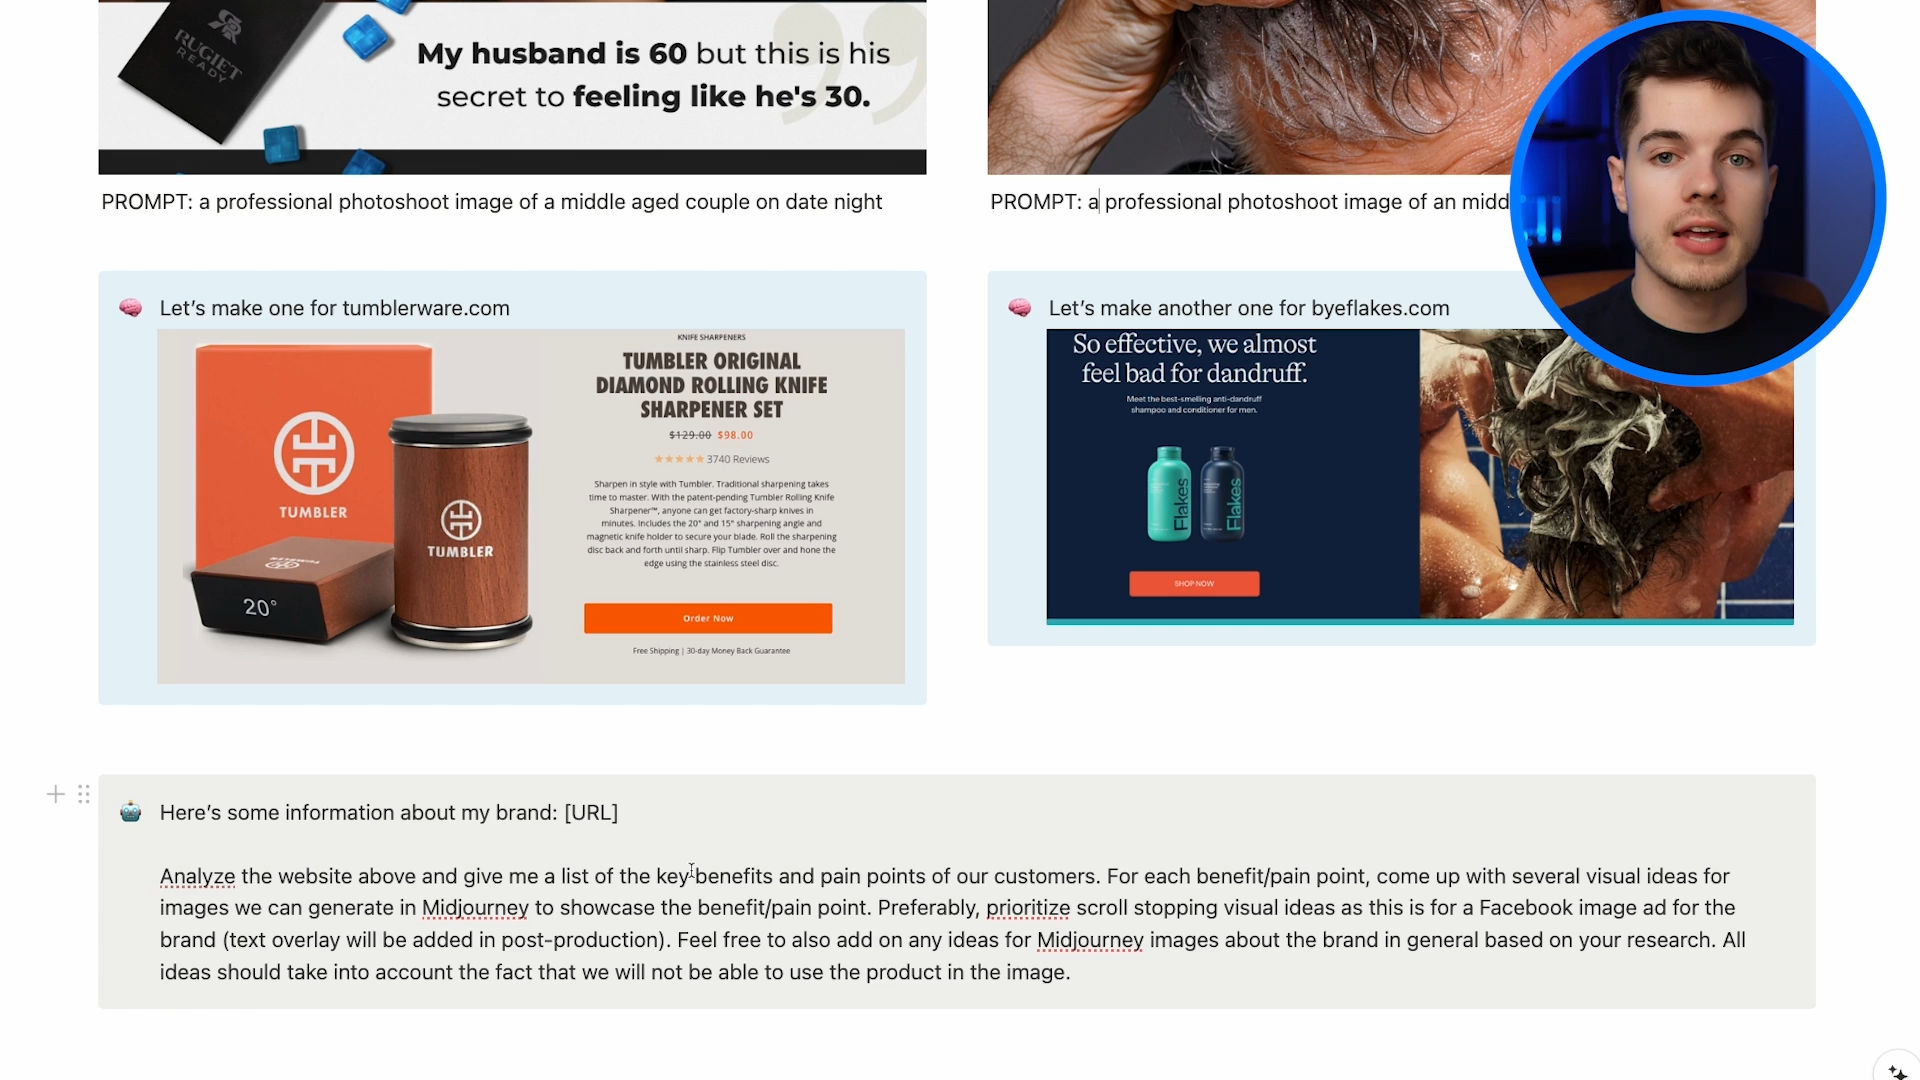 RUGIET
READY
My husband is 60 but this is his
secret to feeling like he's 30.
PROMPT: a professional photoshoot image of a middle aged couple on date night
PROMPT: a professional photoshoot image of an midd
Let’s make one for tumblerware.com
TUMBLER
TUMBLER
20°
KNIFE SHARPENERS
TUMBLER ORIGINAL
DIAMOND ROLLING KNIFE
SHARPENER SET
$129.00 $98.00
3740 Reviews
Sharpen in style with Tumbler. Traditional sharpening takes
time to master. With the patent-pending Tumbler Rolling Knife
Sharpener™, anyone can get factory-sharp knives in
minutes. Includes the 20° and 15° sharpening angle and
magnetic knife holder to secure your blade. Roll the sharpening
disc back and forth until sharp. Flip Tumbler over and hone the
edge using the stainless steel disc.
Order Now
Free Shipping | 30-day Money Back Guarantee
Let’s make another one for byeflakes.com
So effective, we almost
feel bad for dandruff.
Meet the best-smelling anti-dandruff
shampoo and conditioner for men.
Flakes
Flakes
SHOP NOW
Here’s some information about my brand: [URL]
Analyze the website above and give me a list of the key benefits and pain points of our customers. For each benefit/pain point, come up with several visual ideas for
images we can generate in Midjourney to showcase the benefit/pain point. Preferably, prioritize scroll stopping visual ideas as this is for a Facebook image ad for the
brand (text overlay will be added in post-production). Feel free to also add on any ideas for Midjourney images about the brand in general based on your research. All
ideas should take into account the fact that we will not be able to use the product in the image.